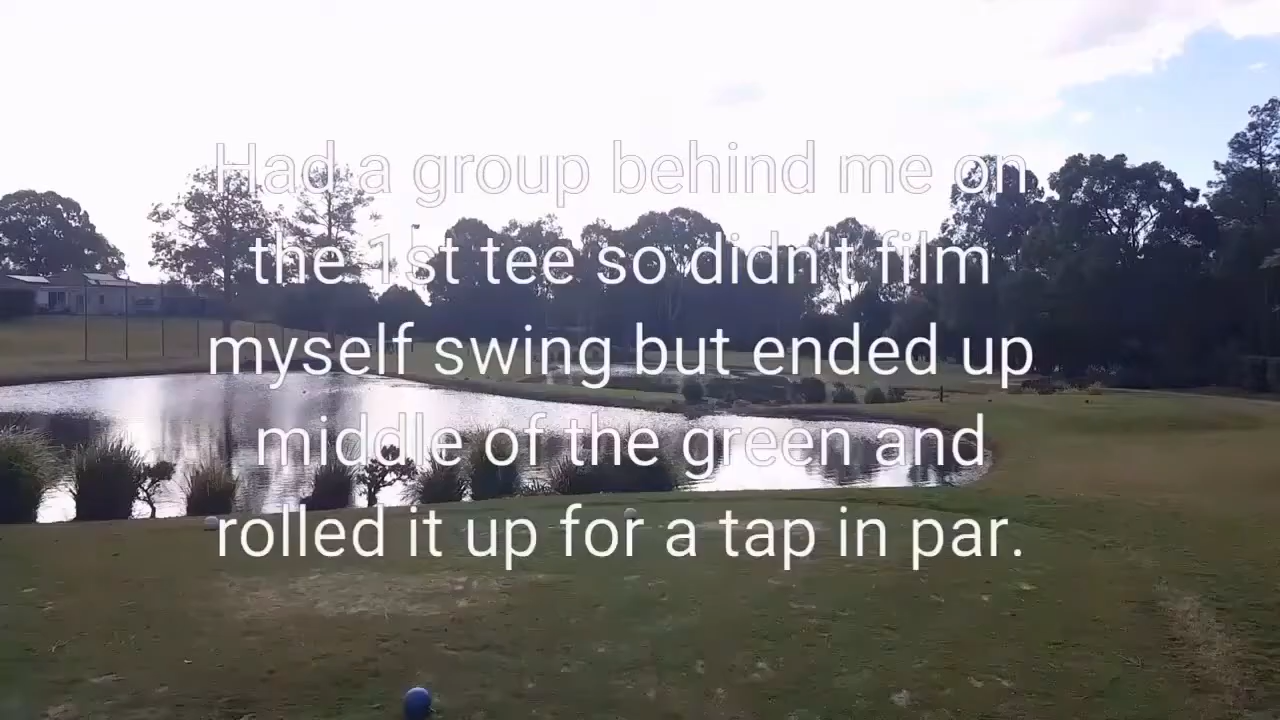 Had a group behind me on
the 1st tee so didn't film
myself swing but ended up
middle of the green and
rolled it up for a tap in par.